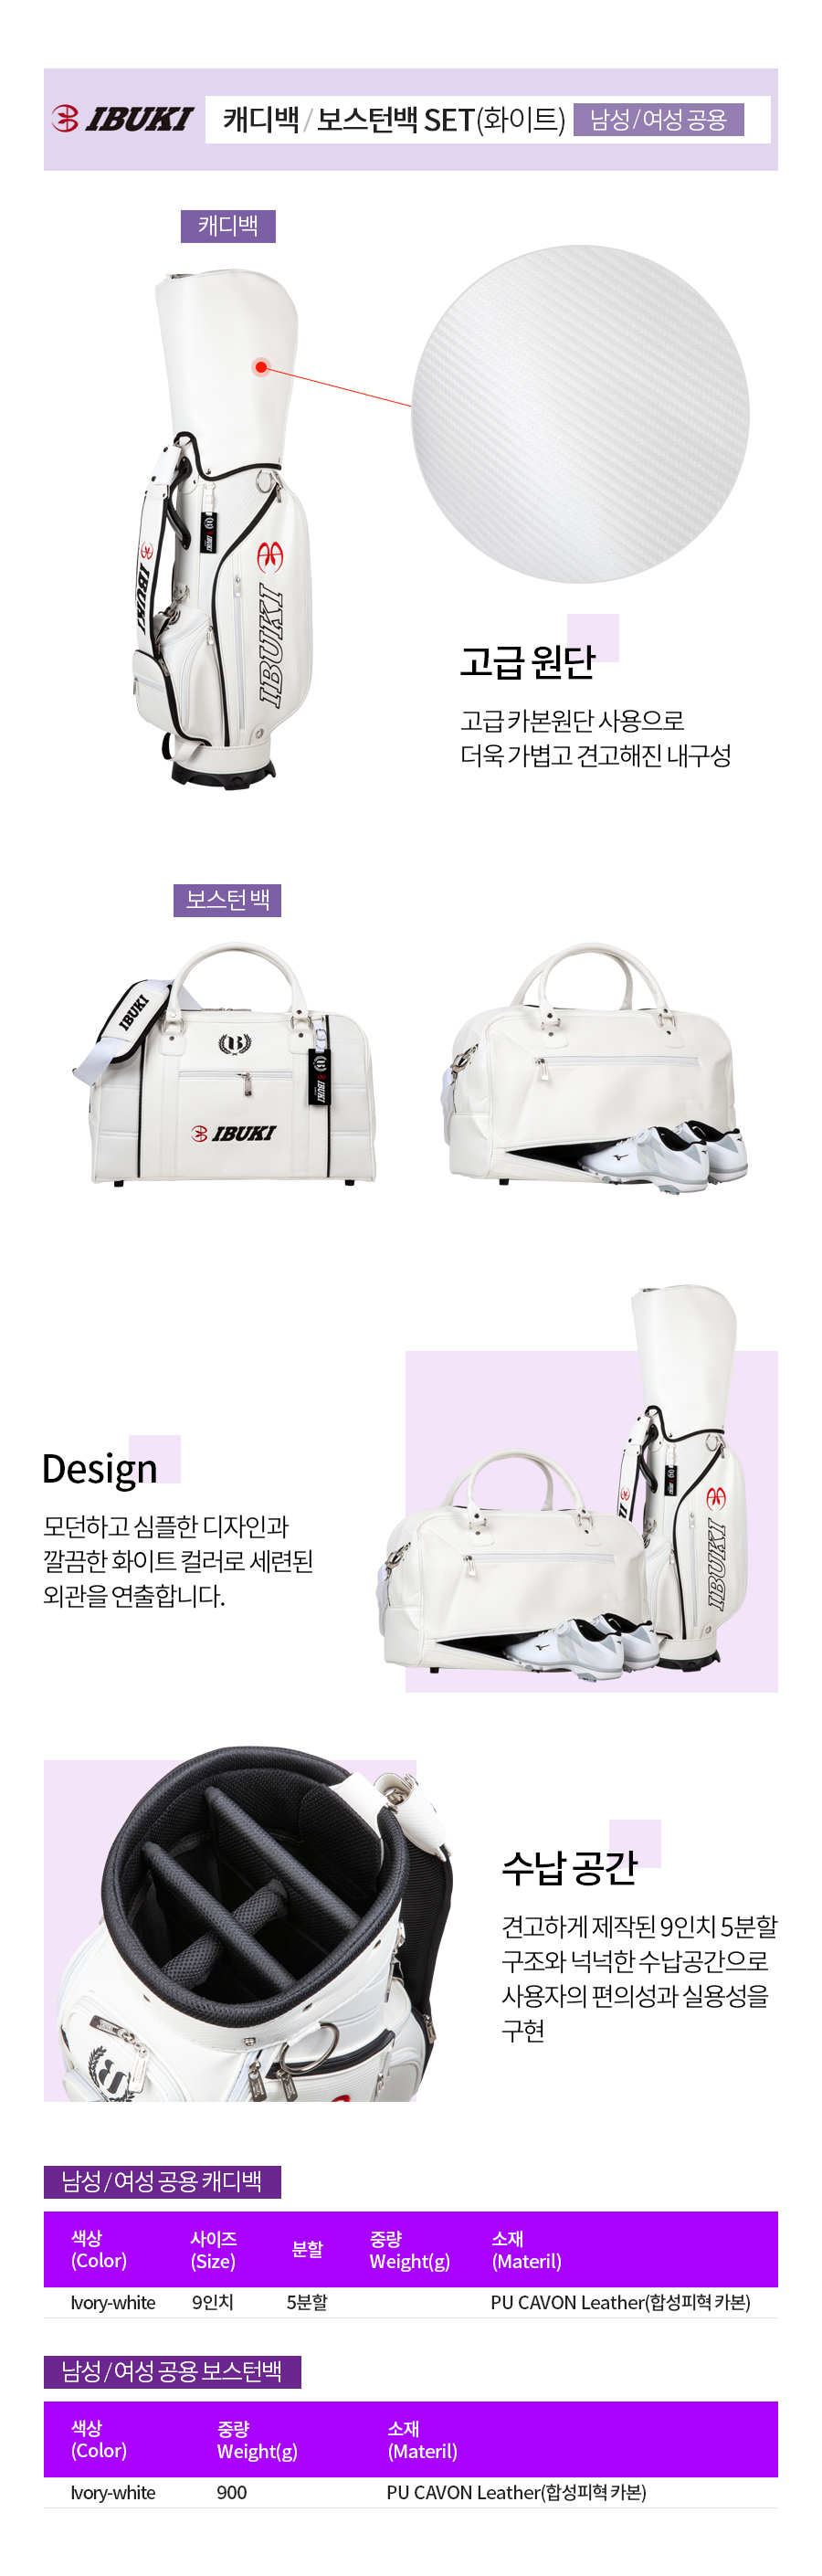 IBUKI 캐디백 / 보스턴백 SET(화이트) 남성 / 여성 공용
캐디백
IBUKI
IBUKI
IBUKI
고급 원단
고급 카본원단 사용으로
더욱 가볍고 견고해진 내구성
보스턴 백
IBUKI
B
IBUKI
IBUKI
Design
모던하고 심플한 디자인과
깔끔한 화이트 컬러로 세련된
외관을 연출합니다.
IBUKI
수납 공간
견고하게 제작된 9인치 5분할
구조와 넉넉한 수납공간으로
사용자의 편의성과 실용성을
구현
B
남성 / 여성 공용 캐디백
색상 사이즈 분할 중량 소재
(Color) (Size) Weight(g) (Materil)
Ivory-white 9인치 5분할 PU CAVON Leather(합성피혁 카본)
남성 / 여성 공용 보스턴백
색상 중량 소재
(Color) Weight(g) (Materil)
Ivory-white 900 PU CAVON Leather(합성피혁 카본)